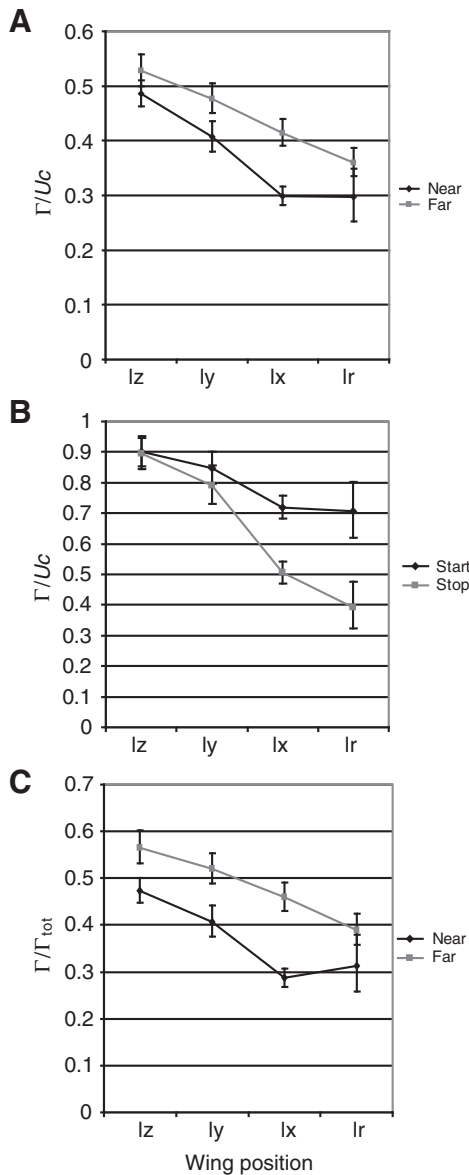 A
0.6
0.5
0.4
0.3
0.2
0.1
0
Γ/Uc
lz ly lx lr
Near
Far
B
1
0.9
0.8
0.7
0.6
0.5
0.4
0.3
0.2
0.1
0
Γ/Uc
lz ly lx lr
Start
Stop
C
0.7
0.6
0.5
0.4
0.3
0.2
0.1
0
Γ/Γtot
lz ly lx lr
Near
Far
Wing position